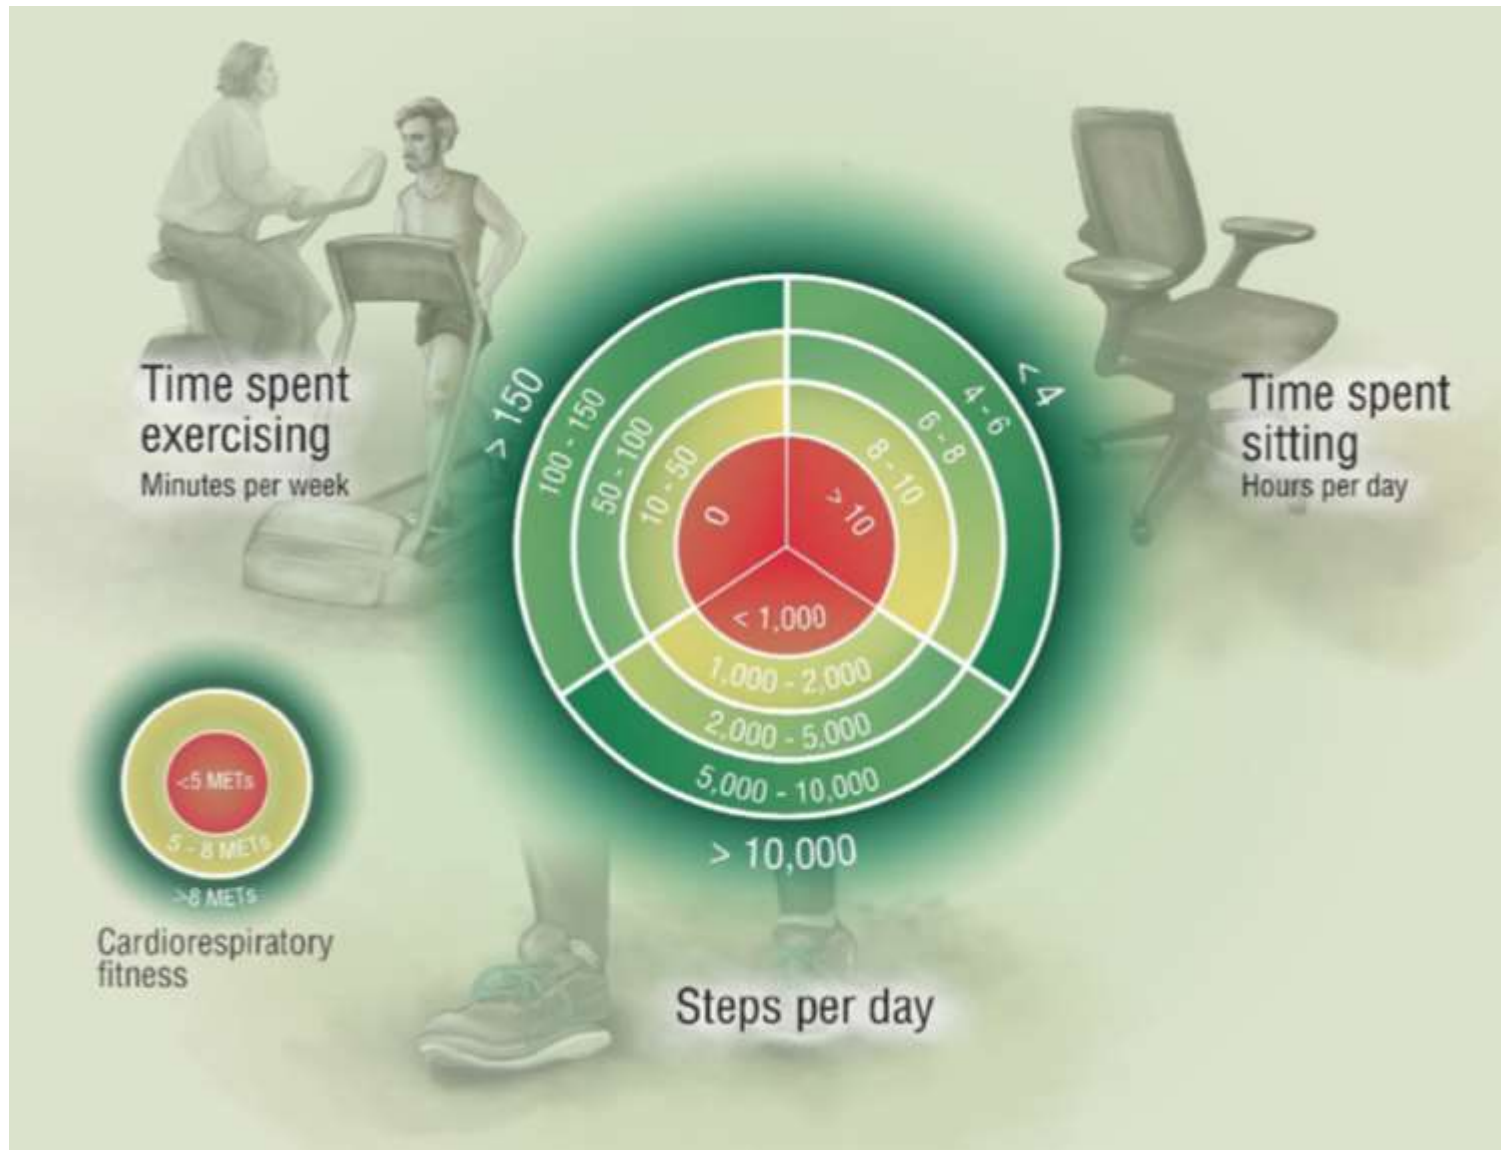 Time spent
exercising
Minutes per week
> 150
100 - 150
50 - 100
10 - 50
0
< 4
4 - 6
6 - 8
8 - 10
> 10
Time spent
sitting
Hours per day
< 1,000
1,000 - 2,000
2,000 - 5,000
5,000 - 10,000
> 10,000
Steps per day
<5 METs
5 - 8 METs
>8 METs
Cardiorespiratory
fitness